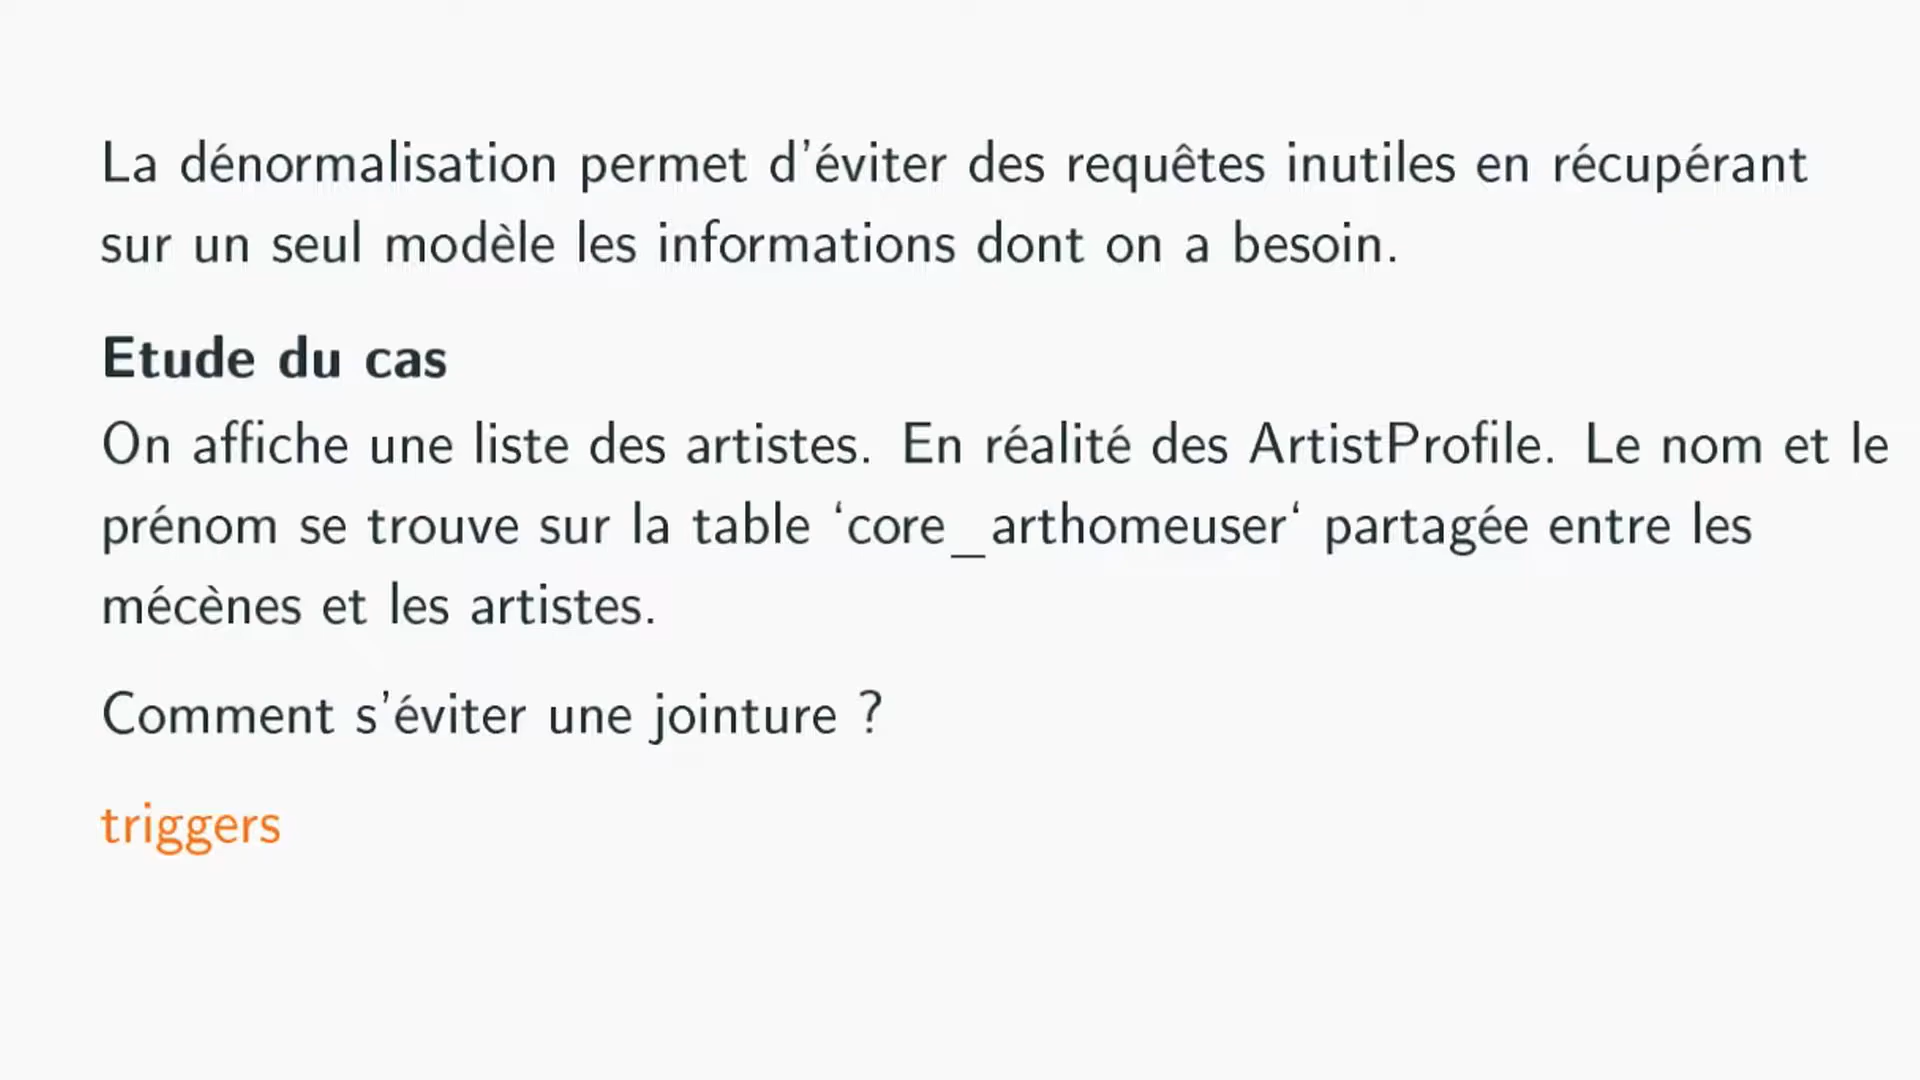 La dénormalisation permet d'éviter des requêtes inutiles en récupérant
sur un seul modèle les informations dont on a besoin.
Etude du cas
On affiche une liste des artistes. En réalité des ArtistProfile. Le nom et le
prénom se trouve sur la table ‘core_arthomeuser‘ partagée entre les
mécènes et les artistes.
Comment s'éviter une jointure ?
triggers